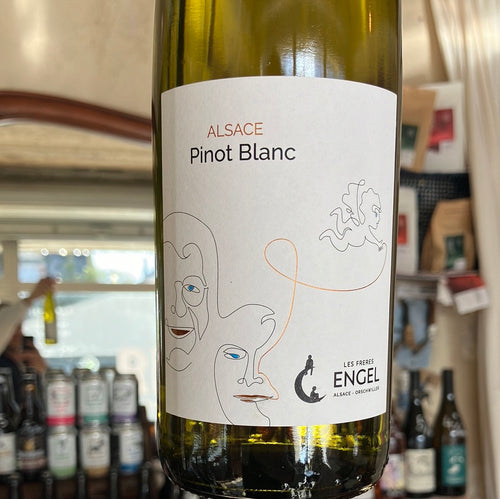 ALSACE
Pinot Blanc
LES FRERES
ENGEL
ALSACE - ORSCHWILLER